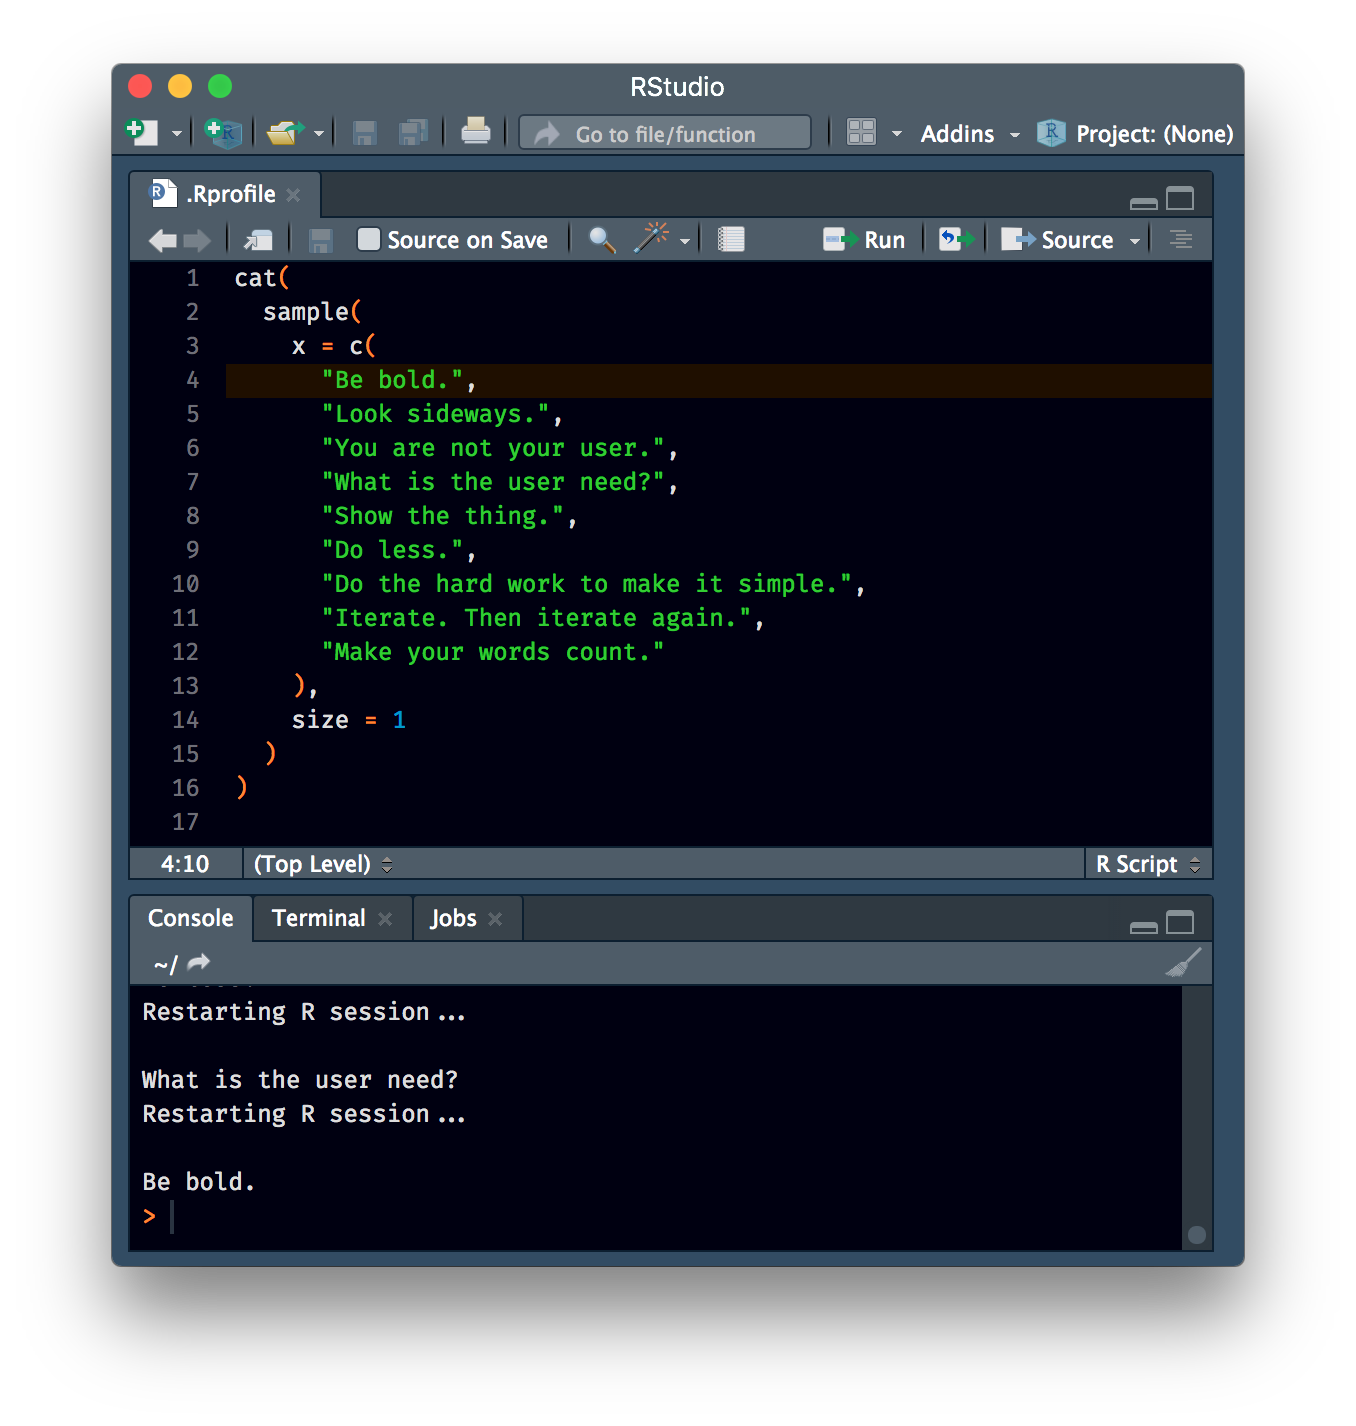 RStudio
Go to file/function
Addins
Project: (None)
.Rprofile
Source on Save
Run
Source
1 cat(
2   sample(
3     x = c(
4       "Be bold.",
5       "Look sideways.",
6       "You are not your user.",
7       "What is the user need?",
8       "Show the thing.",
9       "Do less.",
10       "Do the hard work to make it simple.",
11       "Iterate. Then iterate again.",
12       "Make your words count."
13     ),
14     size = 1
15   )
16 )
17
4:10 (Top Level) R Script
Console Terminal Jobs
~/
Restarting R session...
What is the user need?
Restarting R session...
Be bold.
>